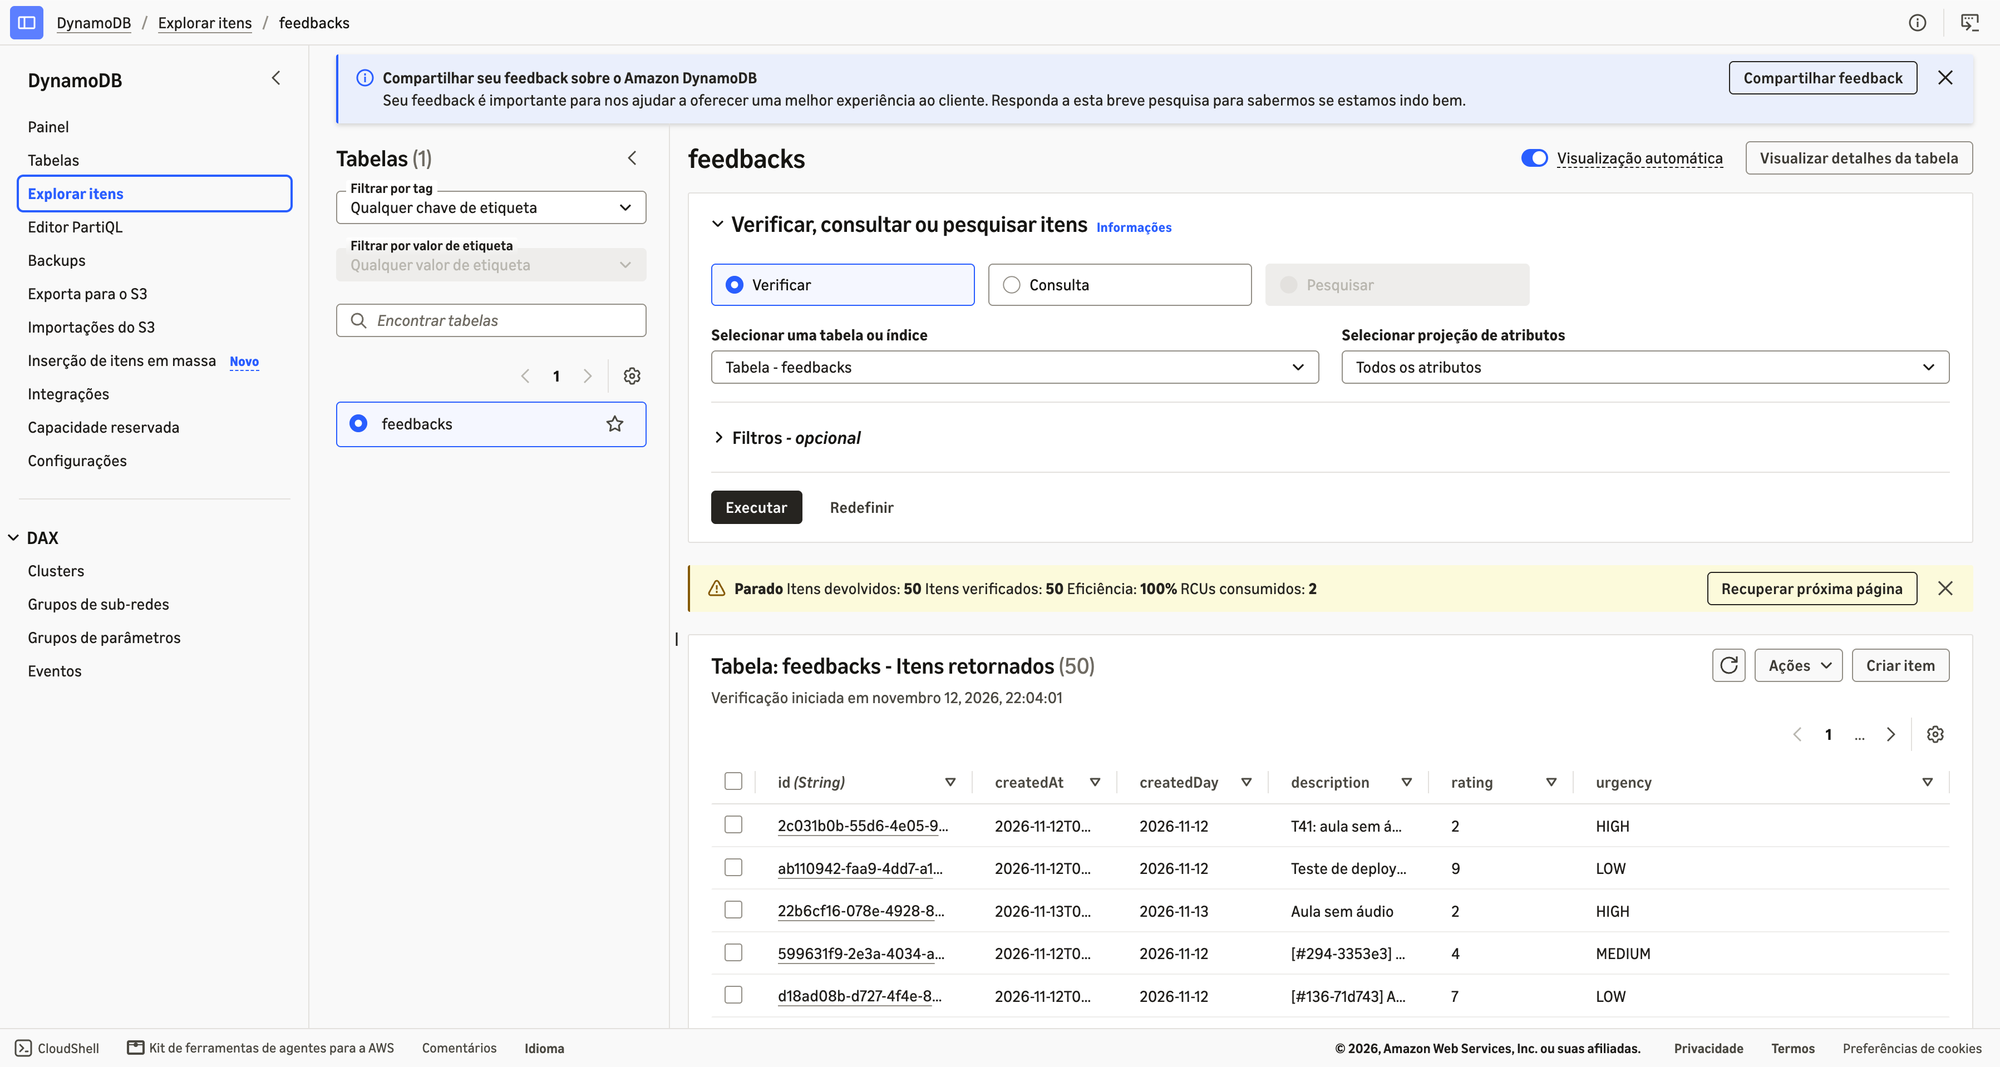 DynamoDB / Explorar itens / feedbacks
DynamoDB
Painel
Tabelas
Explorar itens
Editor PartiQL
Backups
Exporta para o S3
Importações do S3
Inserção de itens em massa Novo
Integrações
Capacidade reservada
Configurações
DAX
Clusters
Grupos de sub-redes
Grupos de parâmetros
Eventos
Compartilhar seu feedback sobre o Amazon DynamoDB
Seu feedback é importante para nos ajudar a oferecer uma melhor experiência ao cliente. Responda a esta breve pesquisa para sabermos se estamos indo bem.
Compartilhar feedback
Tabelas (1)
Filtrar por tag
Qualquer chave de etiqueta
Filtrar por valor de etiqueta
Qualquer valor de etiqueta
Encontrar tabelas
1
feedbacks
feedbacks
Visualização automática
Visualizar detalhes da tabela
Verificar, consultar ou pesquisar itens Informações
Verificar Consulta Pesquisar
Selecionar uma tabela ou índice Selecionar projeção de atributos
Tabela - feedbacks Todos os atributos
Filtros - opcional
Executar Redefinir
Parado Itens devolvidos: 50 Itens verificados: 50 Eficiência: 100% RCUs consumidos: 2
Recuperar próxima página
Tabela: feedbacks - Itens retornados (50)
Verificação iniciada em novembro 12, 2026, 22:04:01
Ações Criar item
1 ...
id (String) createdAt createdDay description rating urgency
2c031b0b-55d6-4e05-9... 2026-11-12T0... 2026-11-12 T41: aula sem á... 2 HIGH
ab110942-faa9-4dd7-a1... 2026-11-12T0... 2026-11-12 Teste de deploy... 9 LOW
22b6cf16-078e-4928-8... 2026-11-13T0... 2026-11-13 Aula sem áudio 2 HIGH
599631f9-2e3a-4034-a... 2026-11-12T0... 2026-11-12 [#294-3353e3] ... 4 MEDIUM
d18ad08b-d727-4f4e-8... 2026-11-12T0... 2026-11-12 [#136-71d743] A... 7 LOW
CloudShell Kit de ferramentas de agentes para a AWS Comentários Idioma
© 2026, Amazon Web Services, Inc. ou suas afiliadas. Privacidade Termos Preferências de cookies